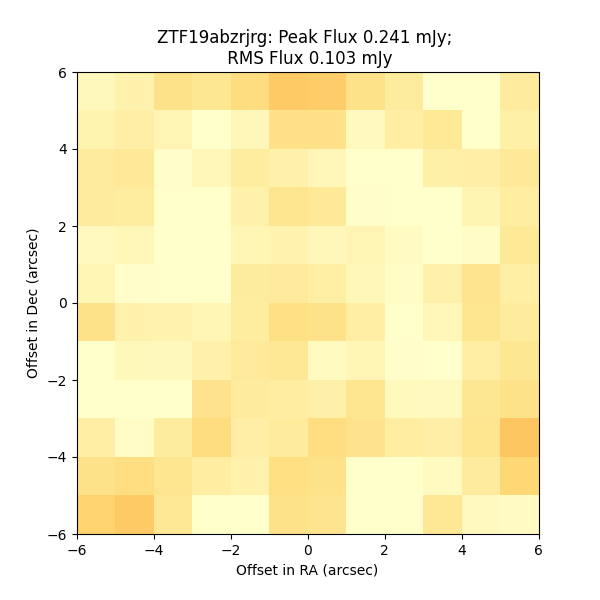 ZTF19abzrjrg: Peak Flux 0.241 mJy;
RMS Flux 0.103 mJy
6
4
2
0
−2
−4
−6
Offset in Dec (arcsec)
−6 −4 −2 0 2 4 6
Offset in RA (arcsec)